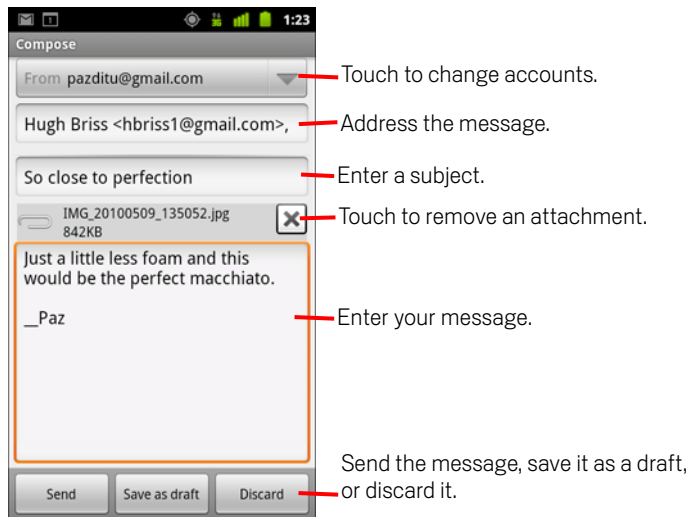 1:23
Compose
From pazditu@gmail.com
Touch to change accounts.
Hugh Briss <hbriss1@gmail.com>,
Address the message.
So close to perfection
Enter a subject.
IMG_20100509_135052.jpg
842KB
Touch to remove an attachment.
Just a little less foam and this
would be the perfect macchiato.
__Paz
Enter your message.
Send
Save as draft
Discard
Send the message, save it as a draft,
or discard it.